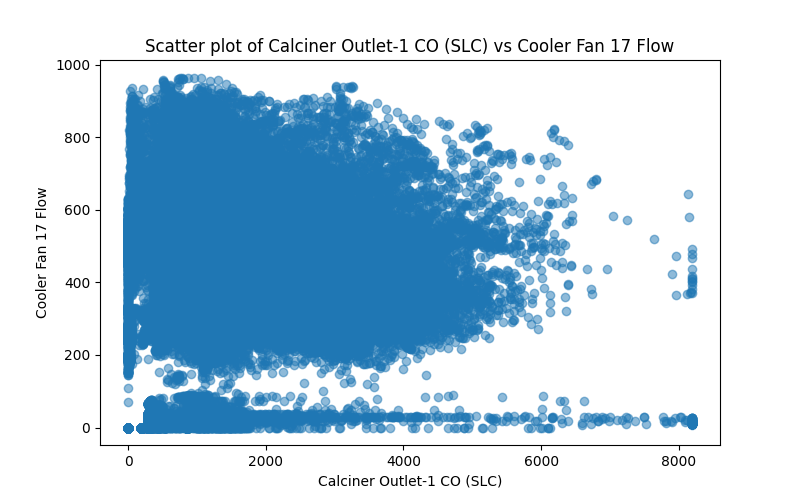 Scatter plot of Calciner Outlet-1 CO (SLC) vs Cooler Fan 17 Flow
1000
800
600
400
200
0
Cooler Fan 17 Flow
0 2000 4000 6000 8000
Calciner Outlet-1 CO (SLC)